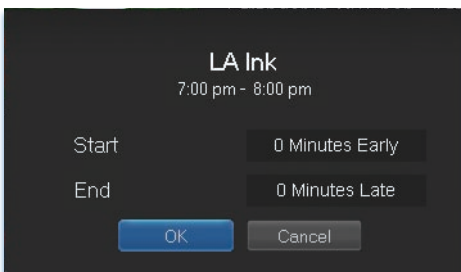 LA Ink
7:00 pm - 8:00 pm
Start 0 Minutes Early
End 0 Minutes Late
OK Cancel